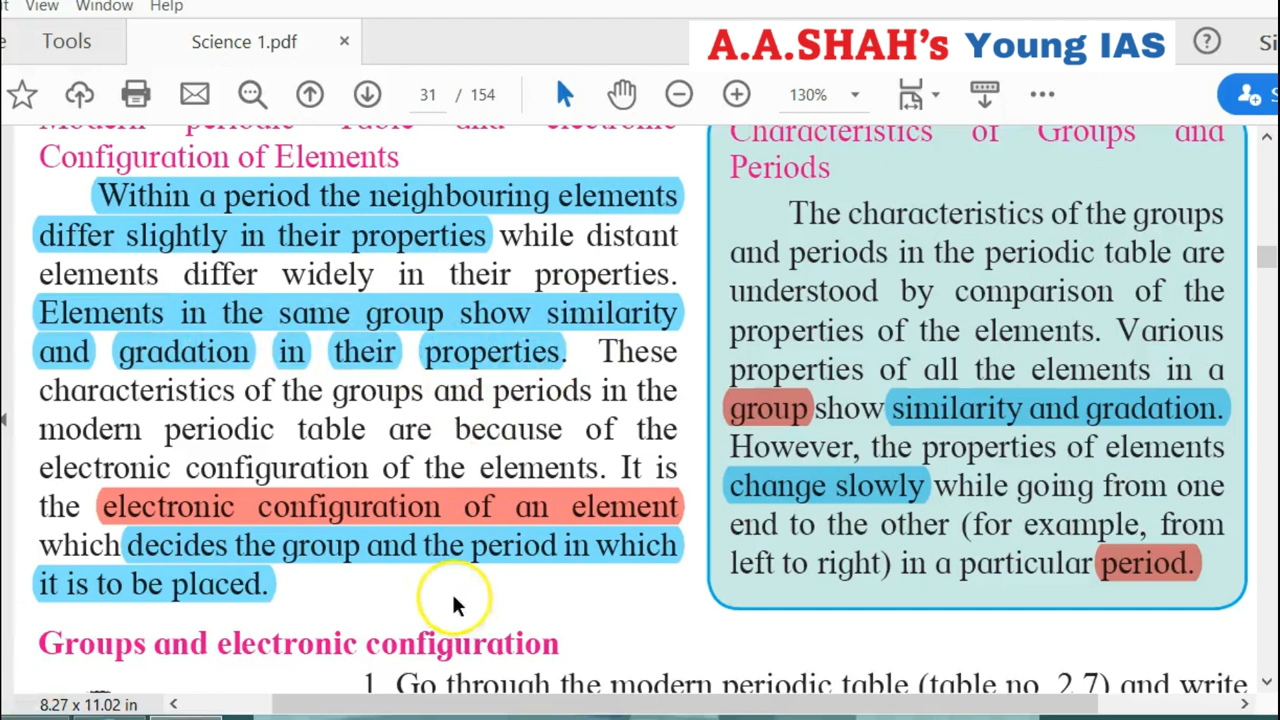 View Window Help
Tools
Science 1.pdf
×
A.A.SHAH's Young IAS
?
31 / 154
130%
Modern periodic Table and electronic
Configuration of Elements
Within a period the neighbouring elements
differ slightly in their properties while distant
elements differ widely in their properties.
Elements in the same group show similarity
and gradation in their properties. These
characteristics of the groups and periods in the
modern periodic table are because of the
electronic configuration of the elements. It is
the electronic configuration of an element
which decides the group and the period in which
it is to be placed.
Groups and electronic configuration
Characteristics of Groups and
Periods
The characteristics of the groups
and periods in the periodic table are
understood by comparison of the
properties of the elements. Various
properties of all the elements in a
group show similarity and gradation.
However, the properties of elements
change slowly while going from one
end to the other (for example, from
left to right) in a particular period.
1. Go through the modern periodic table (table no. 2.7) and write
8.27 x 11.02 in